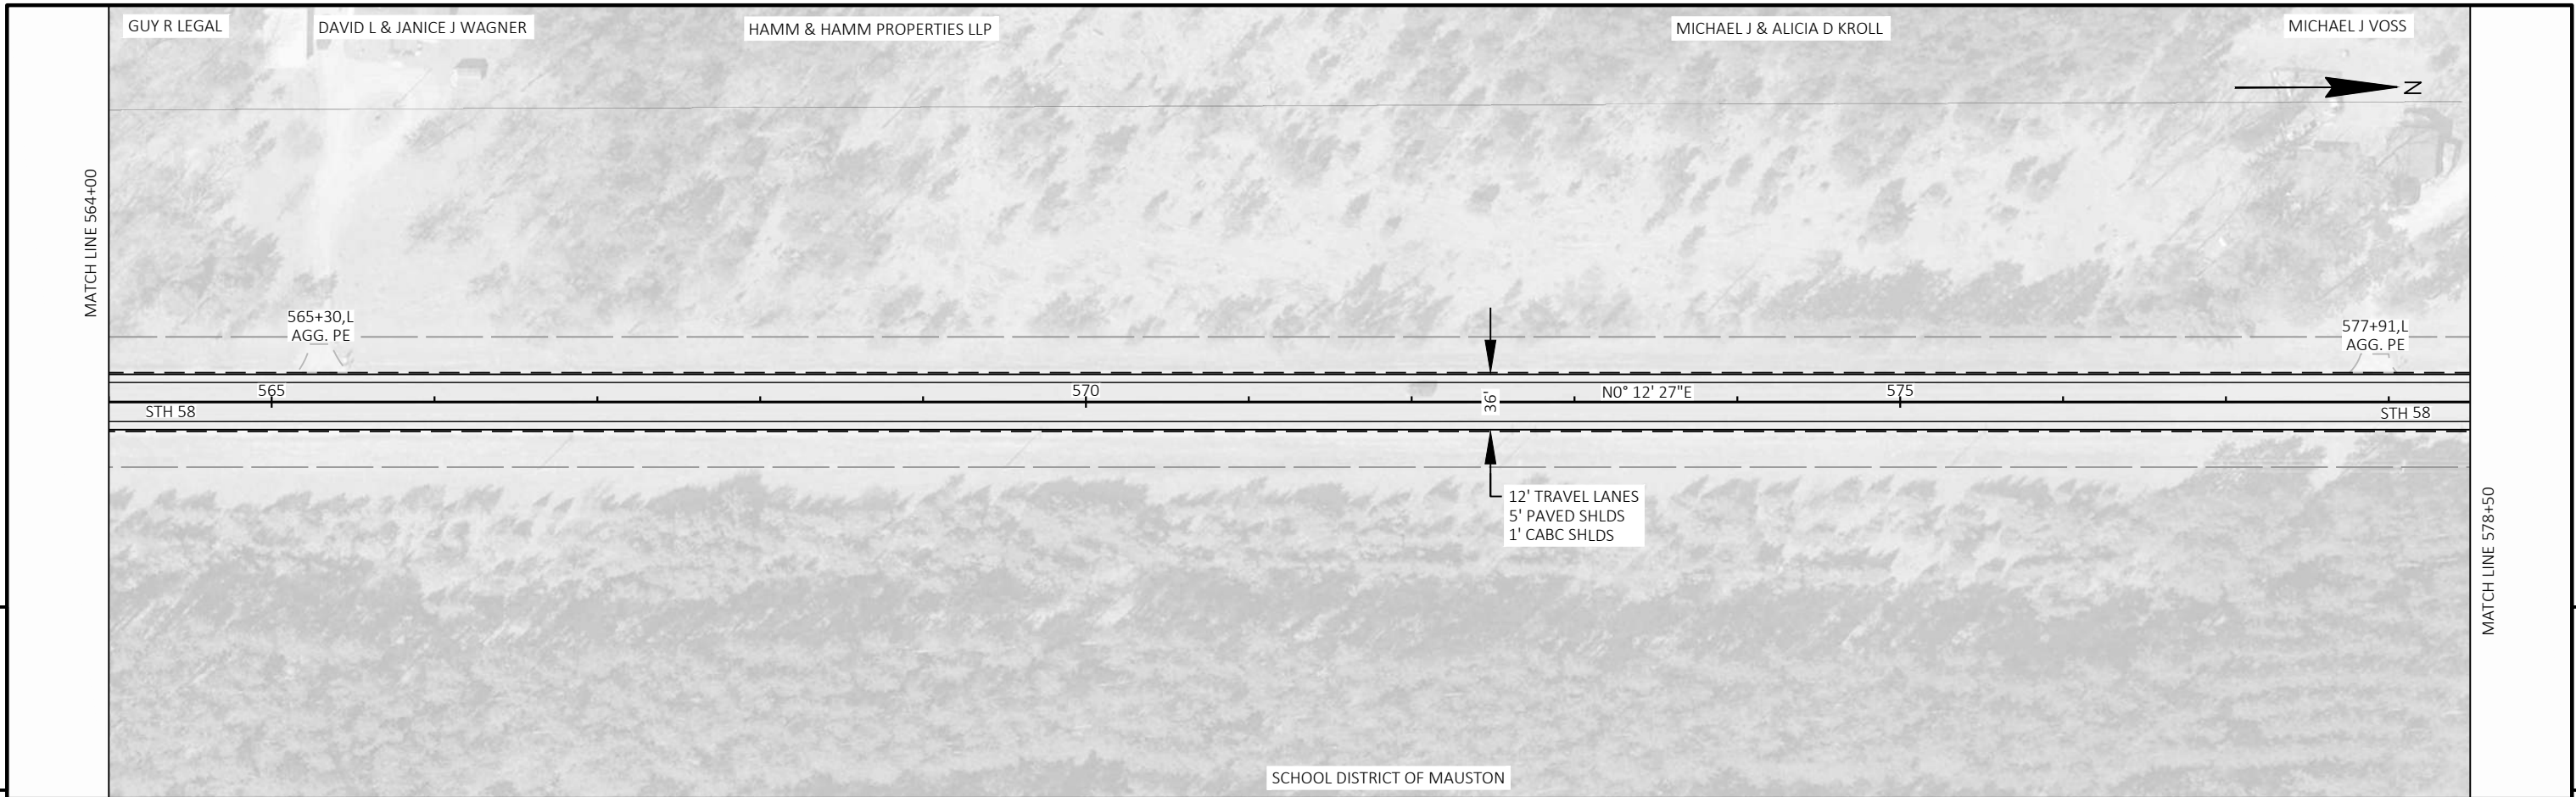 GUY R LEGAL
DAVID L & JANICE J WAGNER
HAMM & HAMM PROPERTIES LLP
MICHAEL J & ALICIA D KROLL
MICHAEL J VOSS
N
MATCH LINE 564+00
565+30,L
AGG. PE
577+91,L
AGG. PE
565
570
36'
N0° 12' 27"E
575
STH 58
STH 58
12' TRAVEL LANES
5' PAVED SHLDS
1' CABC SHLDS
MATCH LINE 578+50
SCHOOL DISTRICT OF MAUSTON